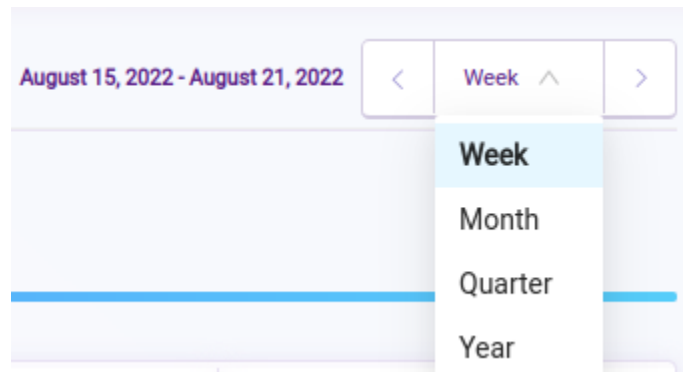 August 15, 2022 - August 21, 2022 Week
Week
Month
Quarter
Year